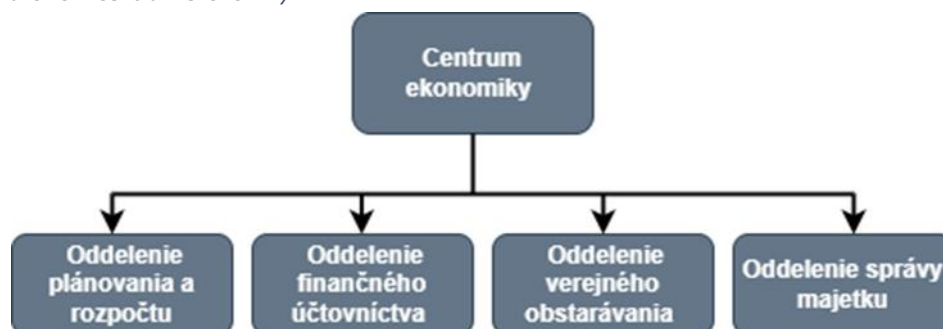 Centrum
ekonomiky
Oddelenie
plánovania a
rozpočtu
Oddelenie
finančného
účtovníctva
Oddelenie
verejného
obstarávania
Oddelenie správy
majetku